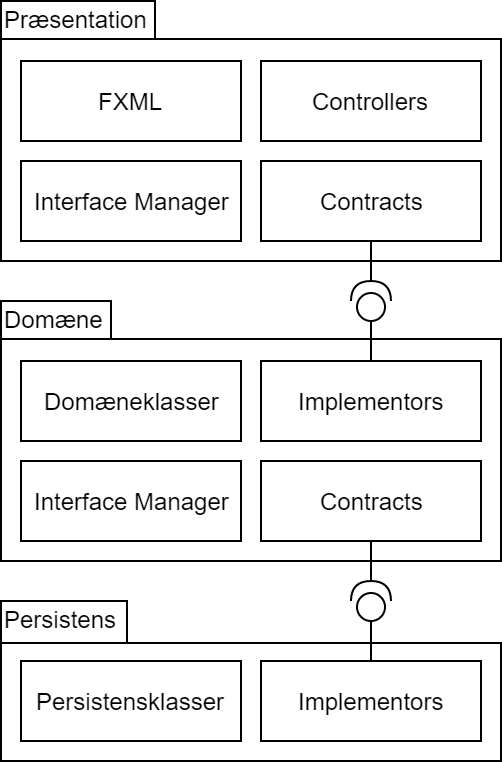 Præsentation
FXML
Controllers
Interface Manager
Contracts
Domæne
Domæneklasser
Implementors
Interface Manager
Contracts
Persistens
Persistensklasser
Implementors